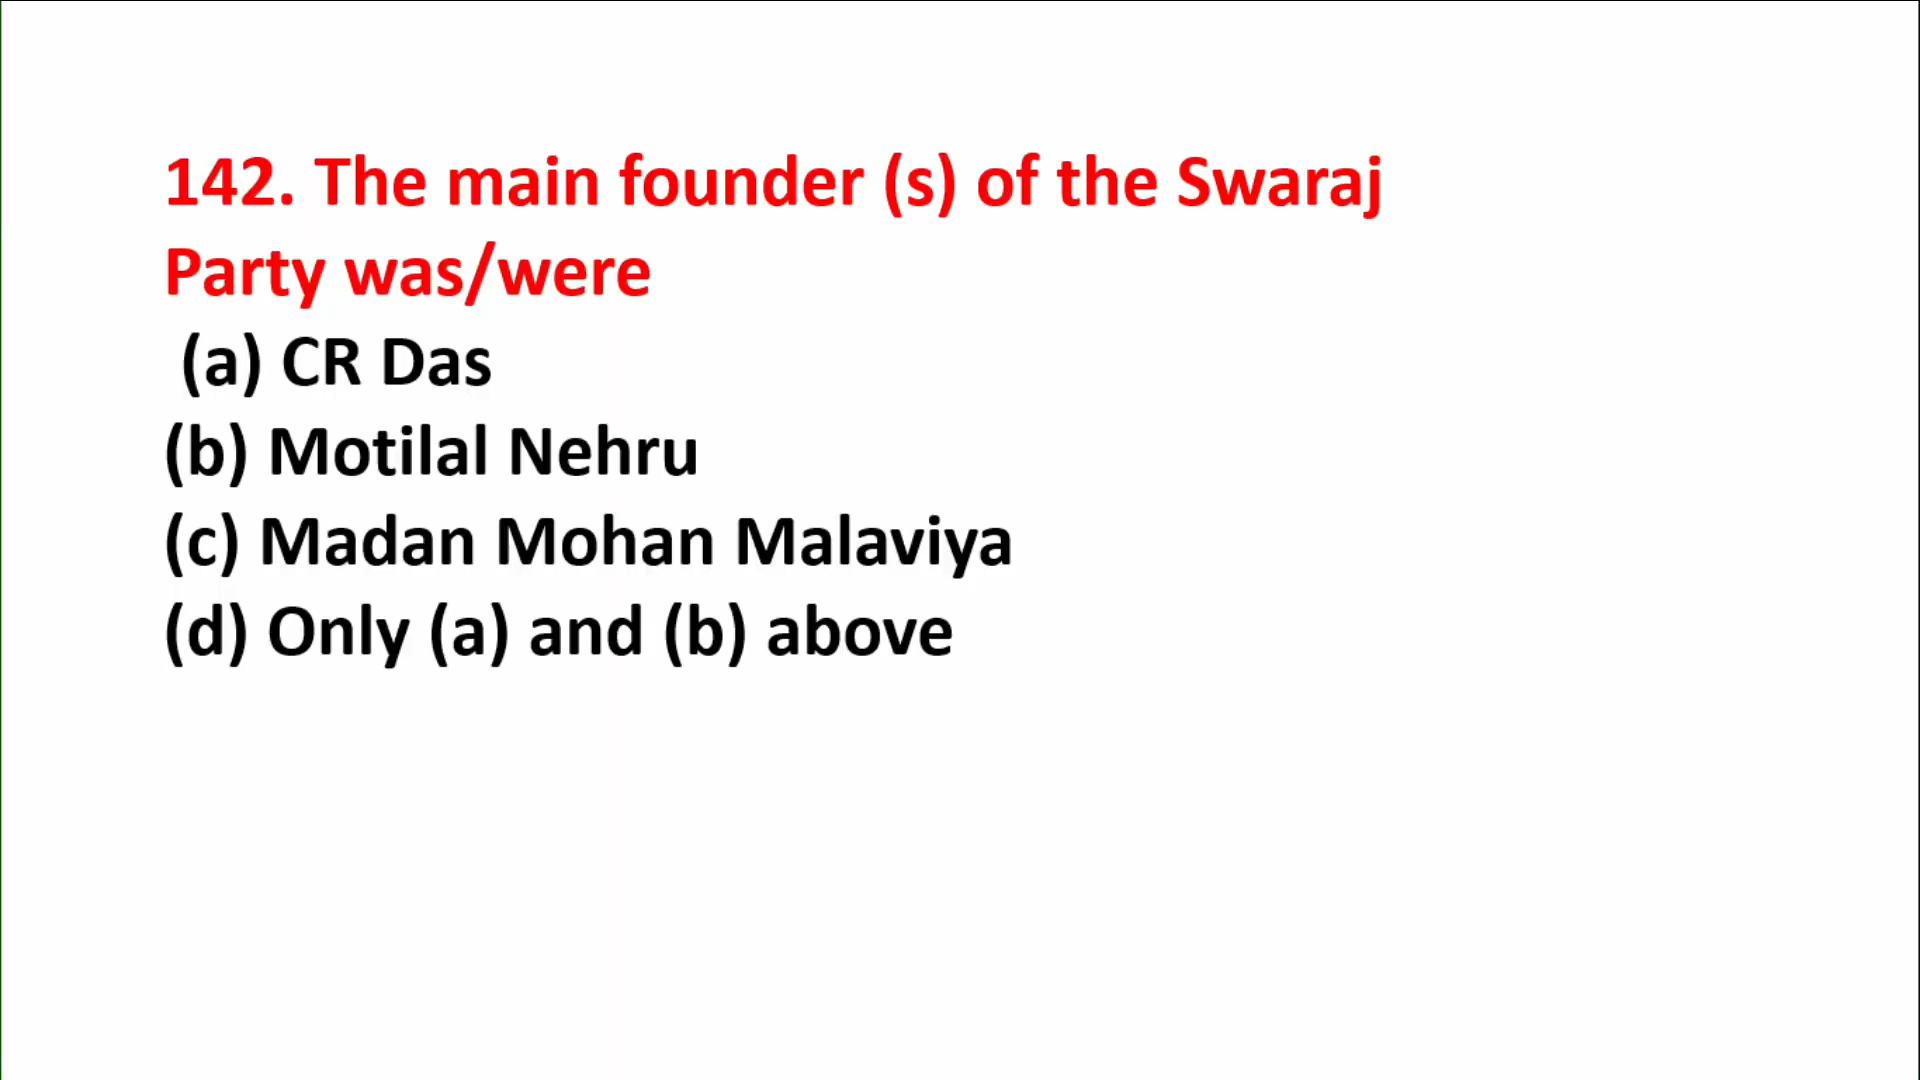 142. The main founder (s) of the Swaraj
Party was/were
(a) CR Das
(b) Motilal Nehru
(c) Madan Mohan Malaviya
(d) Only (a) and (b) above